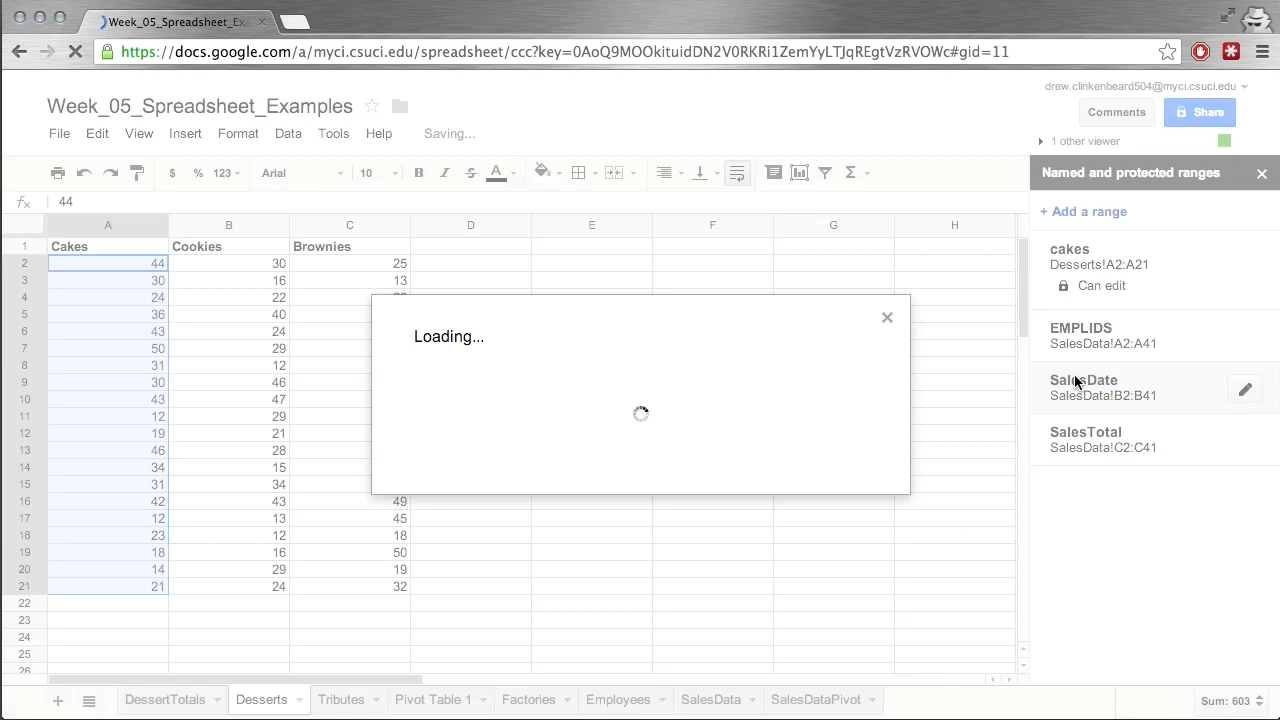 Week_05_Spreadsheet_Exa
https://docs.google.com/a/myci.csuci.edu/spreadsheet/ccc?key=0AoQ9MOOkituidDN2V0RXRi1ZemYyLTJqREgtVzRVOWc#gid=11
drew.clinkenbeard504@myci.csuci.edu
Week_05_Spreadsheet_Examples
Comments Share
File Edit View Insert Format Data Tools Help Saving...
1 other viewer
$ % 123 Arial 10 B I S A Σ
Named and protected ranges
fx 44
+ Add a range
A B C D E F G H
1 Cakes Cookies Brownies
2 44 30 25
3 30 16 13
4 24 22
5 36 40
6 43 24
7 50 29
8 31 12
9 30 46
10 43 47
11 12 29
12 19 21
13 46 28
14 34 15
15 31 34
16 42 43 49
17 12 13 45
18 23 12 18
19 18 16 50
20 14 29 19
21 21 24 32
22
23
24
25
26
Loading...
cakes
Desserts!A2:A21
Can edit
EMPLIDS
SalesData!A2:A41
SalesDate
SalesData!B2:B41
SalesTotal
SalesData!C2:C41
DessertTotals Desserts Tributes Pivot Table 1 Factories Employees SalesData SalesDataPivot Sum: 603